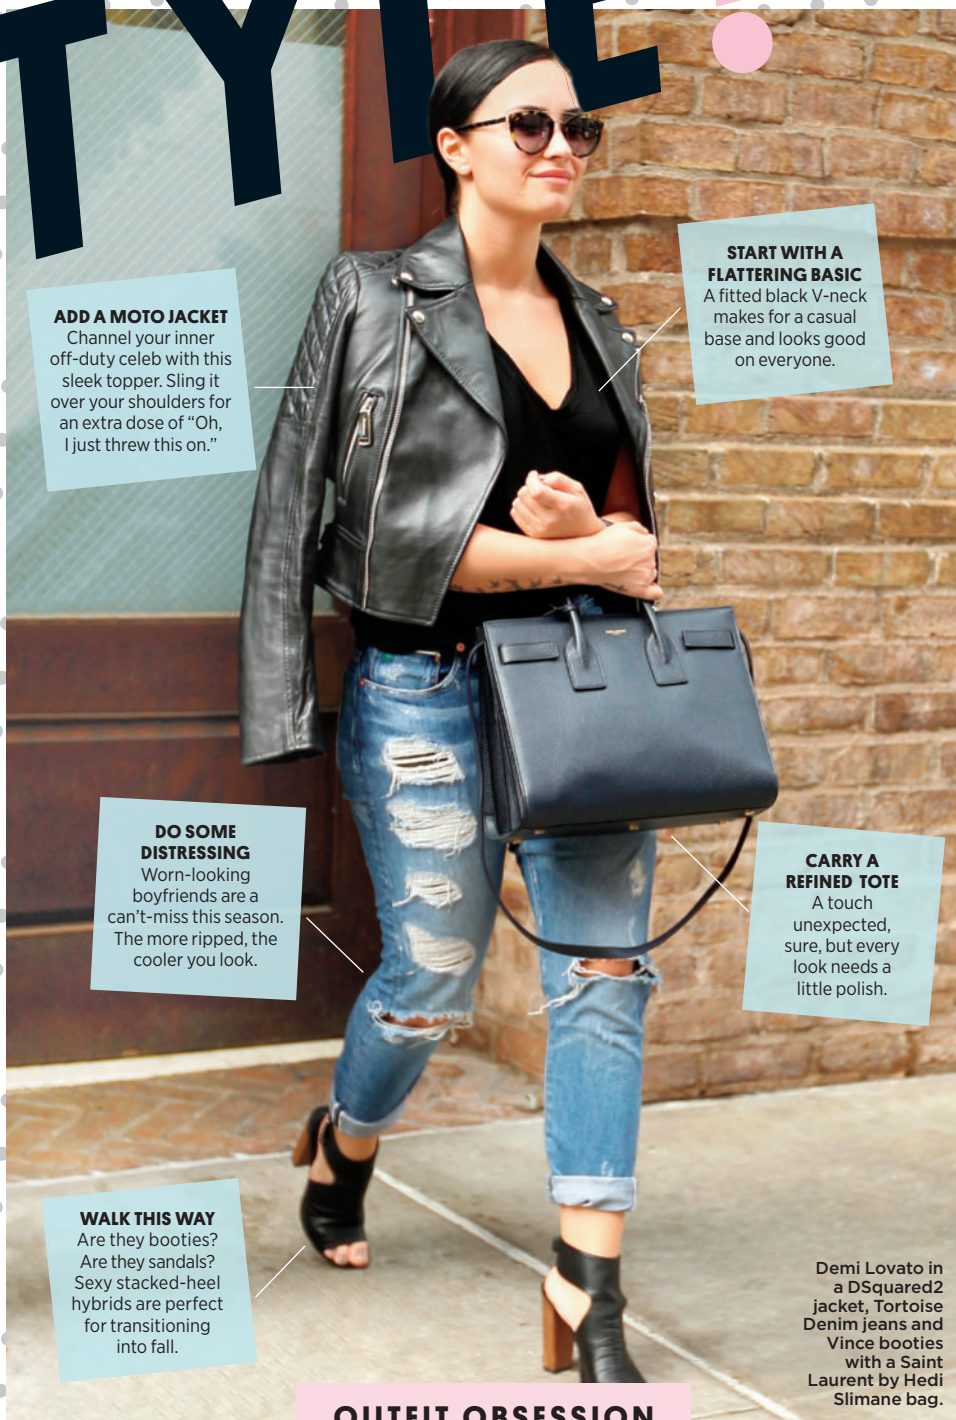 TYLE
START WITH A
FLATTERING BASIC
A fitted black V-neck
makes for a casual
base and looks good
on everyone.
ADD A MOTO JACKET
Channel your inner
off-duty celeb with this
sleek topper. Sling it
over your shoulders for
an extra dose of “Oh,
I just threw this on.”
DO SOME
DISTRESSING
Worn-looking
boyfriends are a
can’t-miss this season.
The more ripped, the
cooler you look.
CARRY A
REFINED TOTE
A touch
unexpected,
sure, but every
look needs a
little polish.
WALK THIS WAY
Are they booties?
Are they sandals?
Sexy stacked-heel
hybrids are perfect
for transitioning
into fall.
Demi Lovato in
a DSquared2
jacket, Tortoise
Denim jeans and
Vince booties
with a Saint
Laurent by Hedi
Slimane bag.
OUTFIT OBSESSION